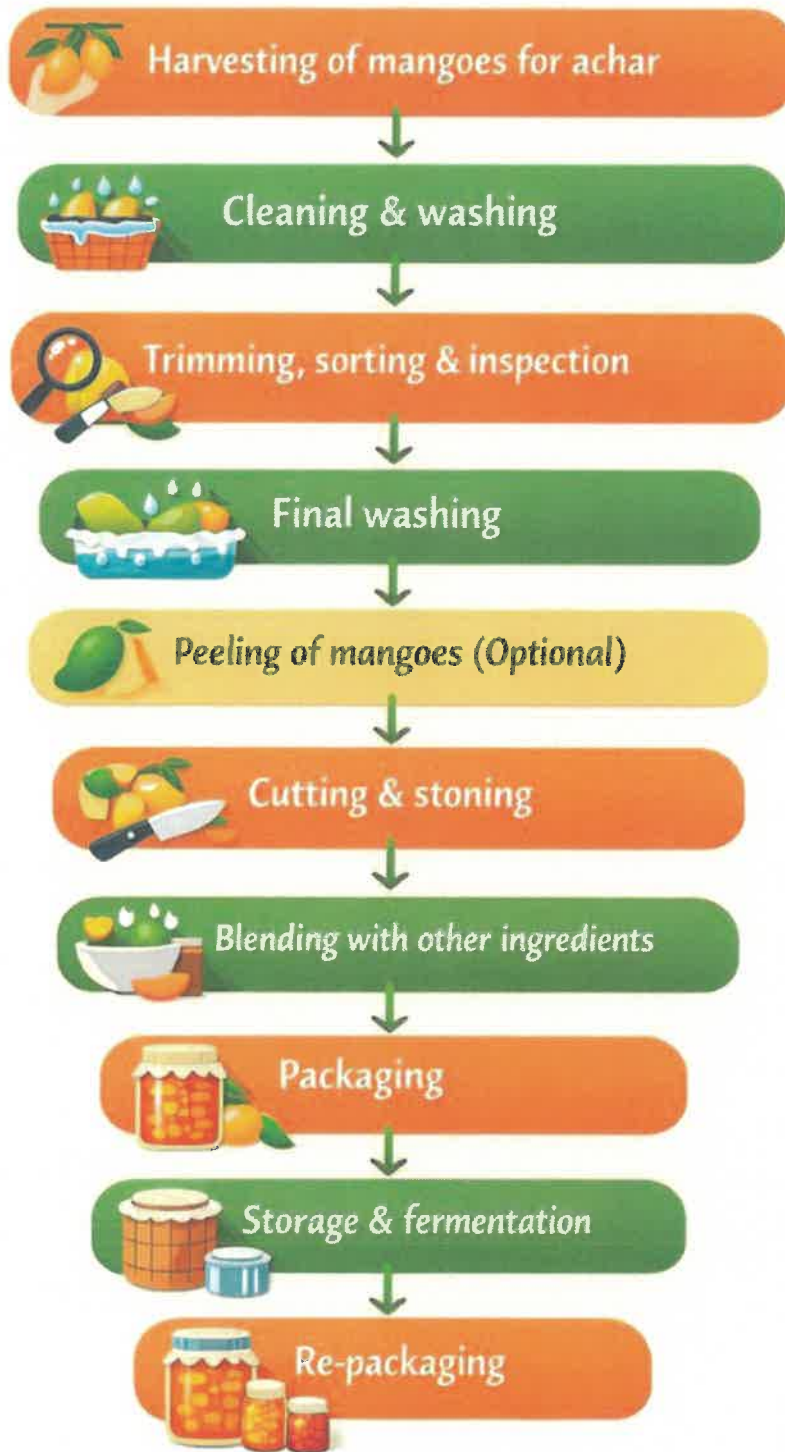 Harvesting of mangoes for achar
Cleaning & washing
Trimming, sorting & inspection
Final washing
Peeling of mangoes (Optional)
Cutting & stoning
Blending with other ingredients
Packaging
Storage & fermentation
Re-packaging